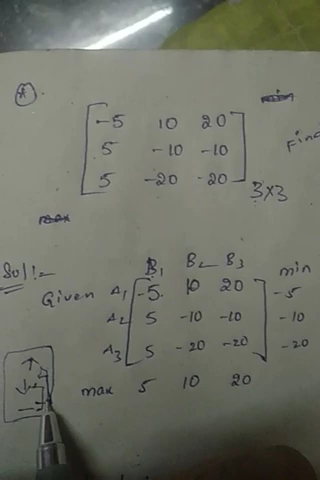 A.
-5 10 20
5 -10 -10
5 -20 -20
3x3
Find
Sol:-
B1 B2 B3 min
Given A1 -5 10 20 -5
A2 5 -10 -10 -10
A3 5 -20 -20 -20
max 5 10 20